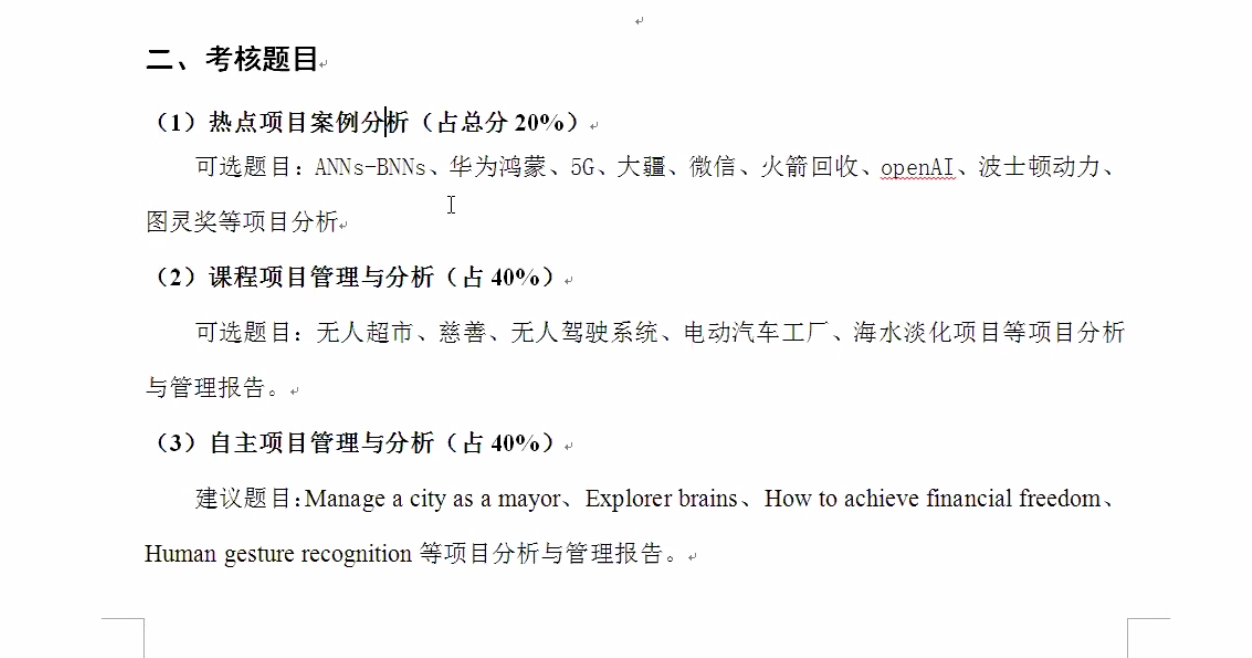 二、考核题目
（1）热点项目案例分析（占总分 20%）
可选题目：ANNs-BNNs、华为鸿蒙、5G、大疆、微信、火箭回收、openAI、波士顿动力、
图灵奖等项目分析
（2）课程项目管理与分析（占 40%）
可选题目：无人超市、慈善、无人驾驶系统、电动汽车工厂、海水淡化项目等项目分析
与管理报告。
（3）自主项目管理与分析（占 40%）
建议题目:Manage a city as a mayor、Explorer brains、How to achieve financial freedom、
Human gesture recognition 等项目分析与管理报告。